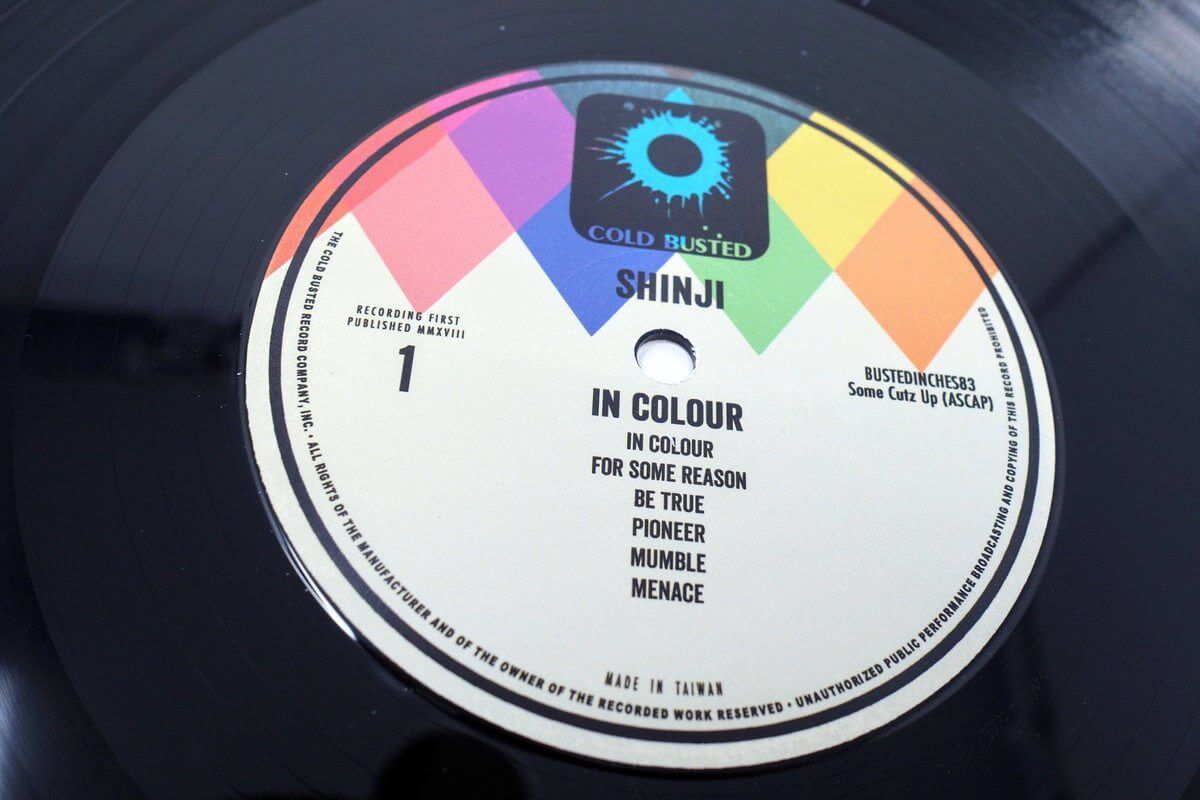 COLD BUSTED
SHINJI
RECORDING FIRST
PUBLISHED MMXVIII
1
BUSTEDINCHES83
Some Cutz Up (ASCAP)
IN COLOUR
IN COLOUR
FOR SOME REASON
BE TRUE
PIONEER
MUMBLE
MENACE
MADE IN TAIWAN
THE COLD BUSTED RECORD COMPANY, INC. • ALL RIGHTS OF THE MANUFACTURER AND OF THE OWNER OF THE RECORDED WORK RESERVED • UNAUTHORIZED PUBLIC PERFORMANCE BROADCASTING AND COPYING OF THIS RECORD PROHIBITED